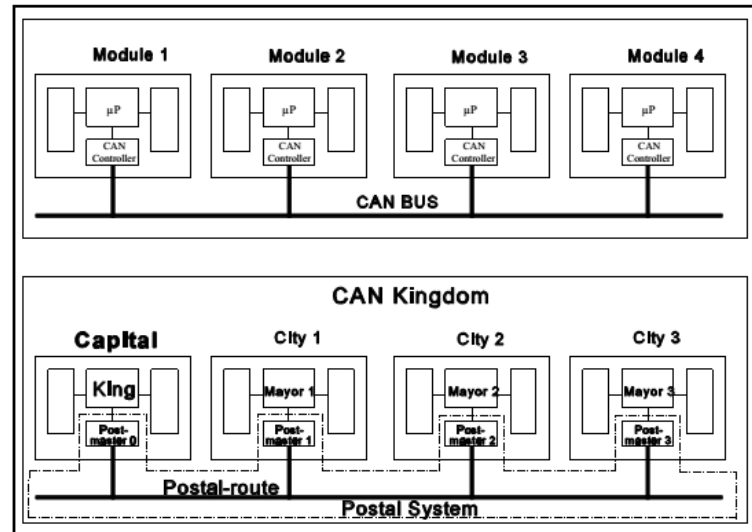 Module 1
Module 2
Module 3
Module 4
µP
µP
µP
µP
CAN
Controller
CAN
Controller
CAN
Controller
CAN
Controller
CAN BUS
CAN Kingdom
Capital
City 1
City 2
City 3
King
Mayor 1
Mayor 2
Mayor 3
Post-
master 0
Post-
master 1
Post-
master 2
Post-
master 3
Postal-route
Postal System